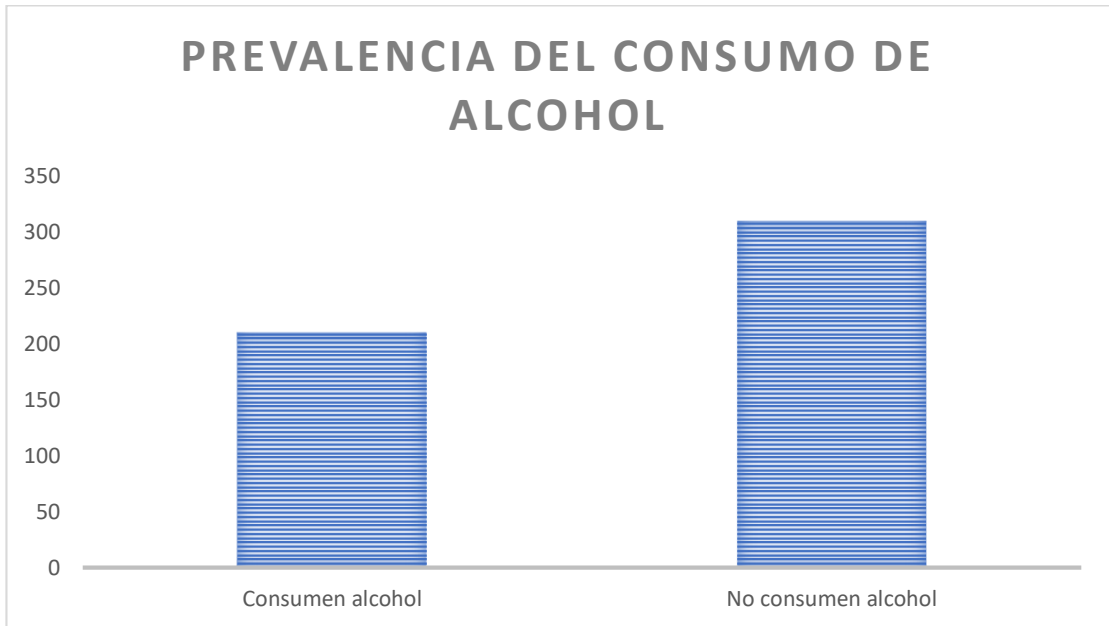 PREVALENCIA DEL CONSUMO DE
ALCOHOL
350
300
250
200
150
100
50
0
Consumen alcohol
No consumen alcohol